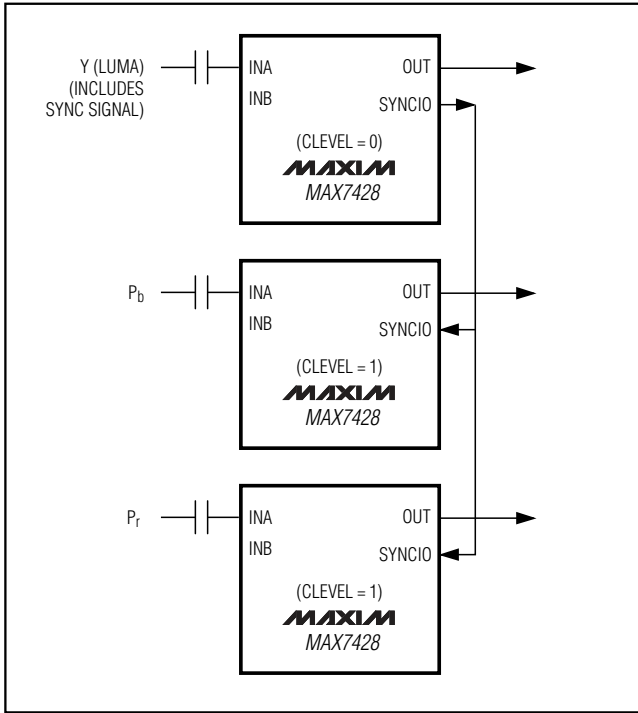 Y (LUMA)
(INCLUDES
SYNC SIGNAL)
INA
OUT
INB
SYNCIO
(CLEVEL = 0)
MAXIM
MAX7428
Pb
INA
OUT
INB
SYNCIO
(CLEVEL = 1)
MAXIM
MAX7428
Pr
INA
OUT
INB
SYNCIO
(CLEVEL = 1)
MAXIM
MAX7428